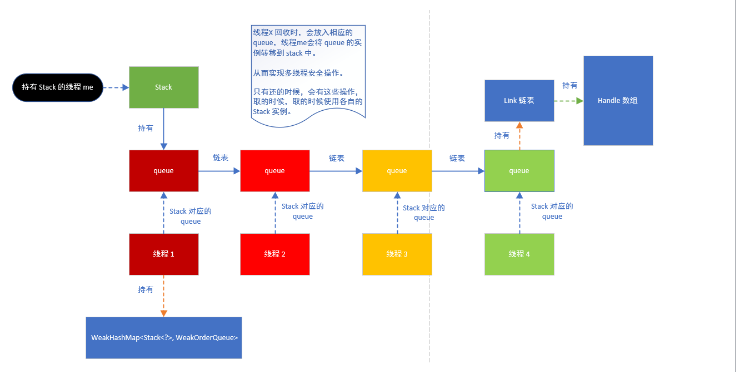 线程X 回收时，会放入相应的
queue，线程me会将 queue 的实
例转移到 stack 中。
从而实现多线程安全操作。
只有还的时候，会有这些操作，
取的时候，取的时候使用各自的
Stack 实例。
持有 Stack 的线程 me
Stack
Link 链表
持有
Handle 数组
持有
持有
queue
链表
queue
链表
queue
链表
queue
Stack 对应的
queue
Stack 对应的
queue
Stack 对应的
queue
Stack 对应的
queue
线程 1
线程 2
线程 3
线程 4
持有
WeakHashMap<Stack<?>, WeakOrderQueue>